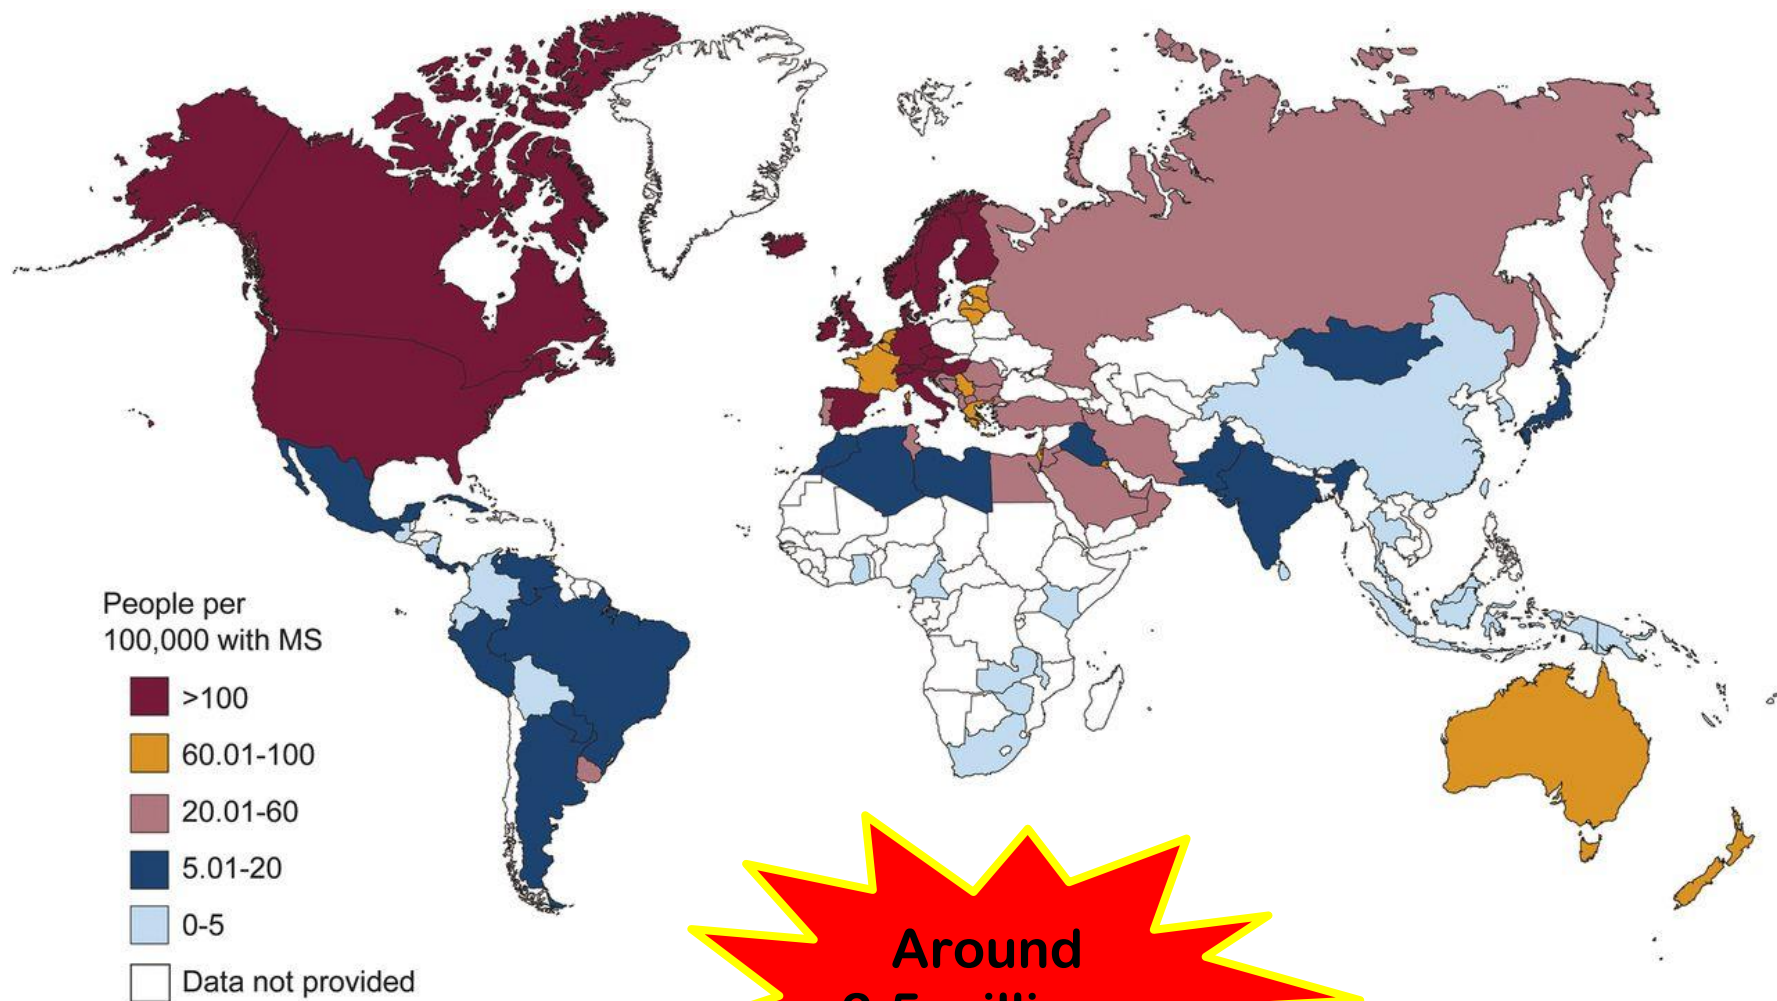 People per
100,000 with MS
>100
60.01-100
20.01-60
5.01-20
0-5
Data not provided
Around